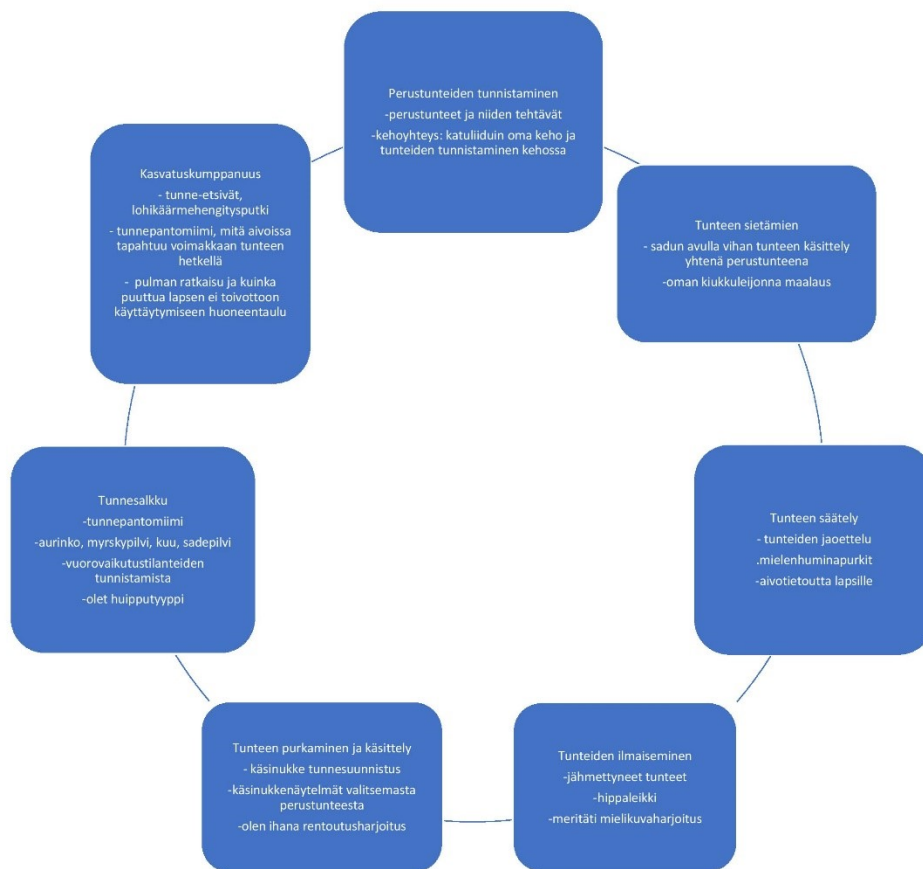 Perustunteiden tunnistaminen
-perustunteet ja niiden tehtävät
-kehoyhteys: katuliiduin oma keho ja
tunteiden tunnistaminen kehossa
Tunteen sietämien
- sadun avulla vihan tunteen käsittely
yhtenä perustunteena
-oman kiukkuleijonna maalaus
Tunteen säätely
- tunteiden jaoettelu
.mielenhuminapurkit
-aivotietoutta lapsille
Tunteiden ilmaiseminen
-jähmettyneet tunteet
-hippaleikki
-meritäti mielikuvaharjoitus
Tunteen purkaminen ja käsittely
- käsinukke tunnesuunnistus
-käsinukkenäytelmät valitsemasta
perustunteesta
-olen ihana rentoutusharjoitus
Tunnesalkku
-tunnepantomiimi
-aurinko, myrskypilvi, kuu, sadepilvi
-vuorovaikutustilanteiden
tunnistamista
-olet huipputyyppi
Kasvatuskumppanuus
- tunne-etsivät,
lohikäärmehengitysputki
- tunnepantomiimi, mitä aivoissa
tapahtuu voimakkaan tunteen
hetkellä
- pulman ratkaisu ja kuinka
puuttua lapsen ei toivottoon
käyttäytymiseen huoneentaulu